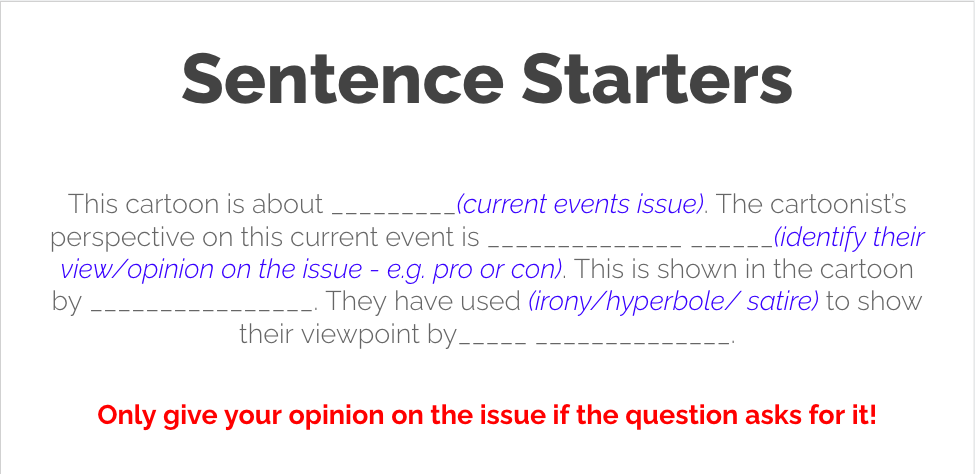 Sentence Starters
This cartoon is about _________(current events issue). The cartoonist’s
perspective on this current event is ______________ ______(identify their
view/opinion on the issue - e.g. pro or con). This is shown in the cartoon
by ________________. They have used (irony/hyperbole/ satire) to show
their viewpoint by_____ ______________.
Only give your opinion on the issue if the question asks for it!